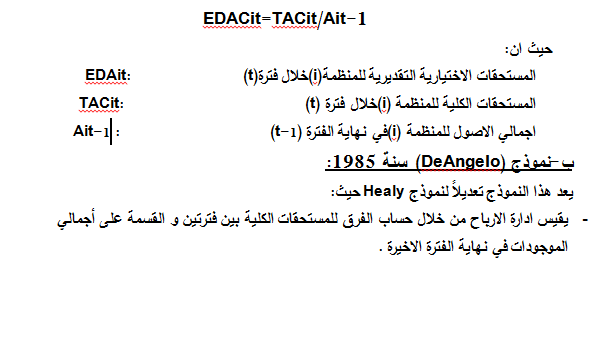 EDACit=TACit/Ait-1
حيث ان:
EDAit: المستحقات الاختيارية التقديرية للمنظمة(i)خلال فترة(t)
TACit: المستحقات الكلية للمنظمة (i)خلال فترة (t)
Ait-1: اجمالي الاصول للمنظمة (i)في نهاية الفترة (t-1)
ب-نموذج (DeAngelo) سنة 1985:
يعد هذا النموذج تعديلاً لنموذج Healy حيث:
- يقيس ادارة الارباح من خلال حساب الفرق للمستحقات الكلية بين فترتين و القسمة على أجمالي
الموجودات في نهاية الفترة الاخيرة .